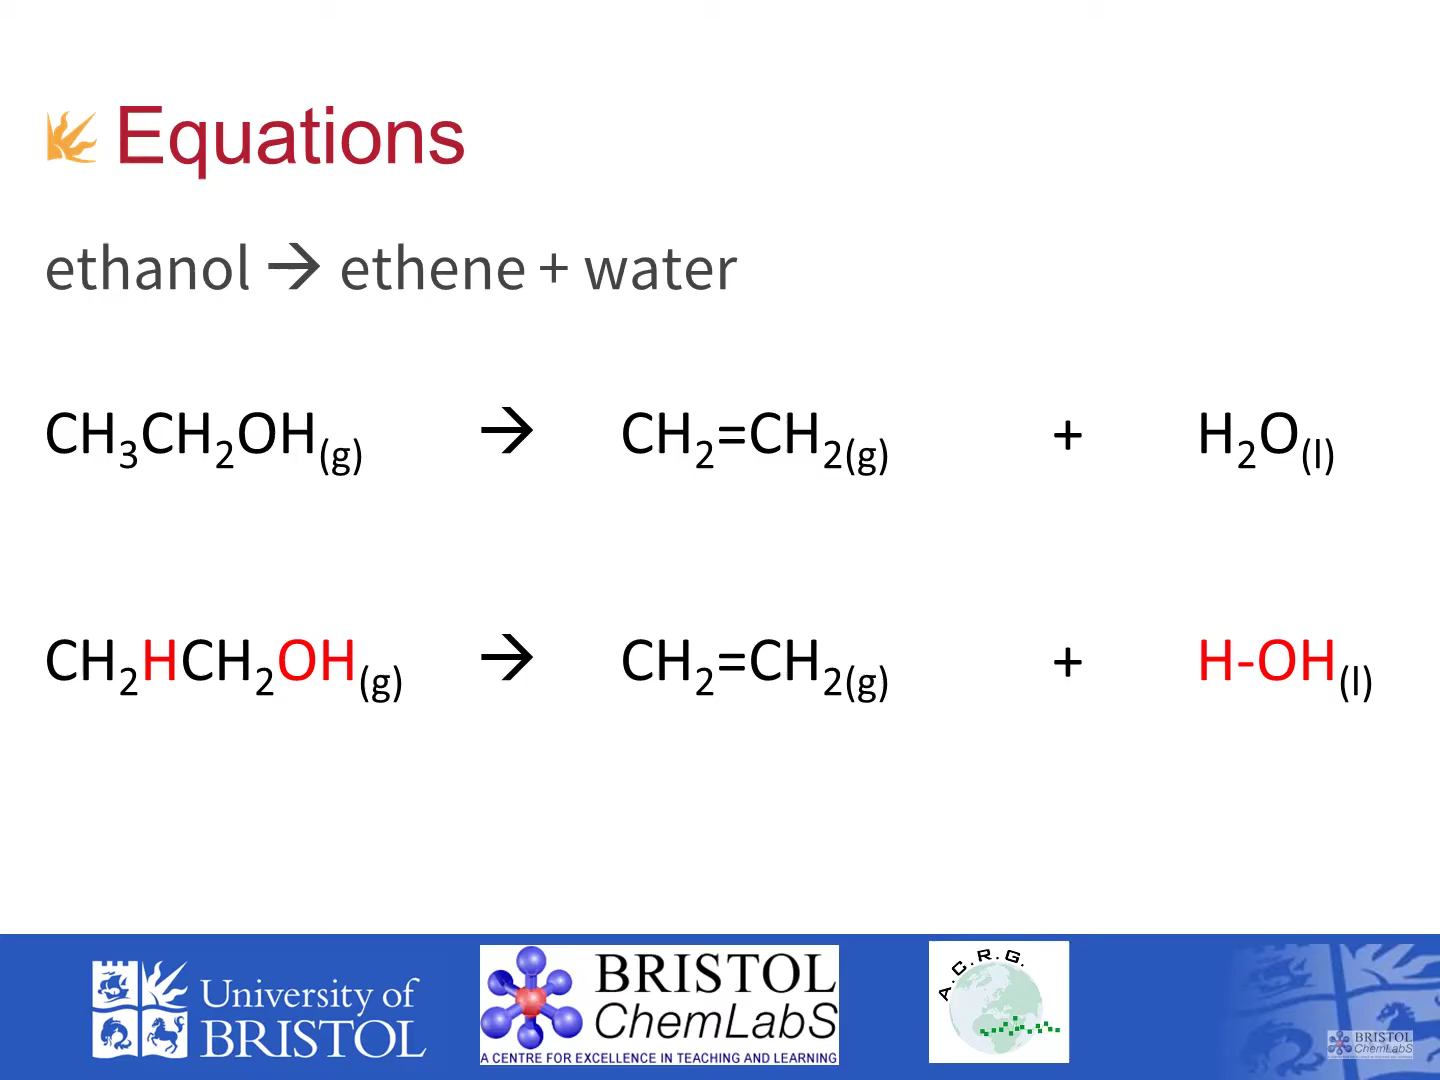 Equations
ethanol → ethene + water
CH₃CH₂OH₍g₎ → CH₂=CH₂₍g₎ + H₂O₍l₎
CH₂HCH₂OH₍g₎ → CH₂=CH₂₍g₎ + H-OH₍l₎
University of
BRISTOL
BRISTOL
ChemLabS
A CENTRE FOR EXCELLENCE IN TEACHING AND LEARNING
A.C.R.G.
BRISTOL
ChemLabS